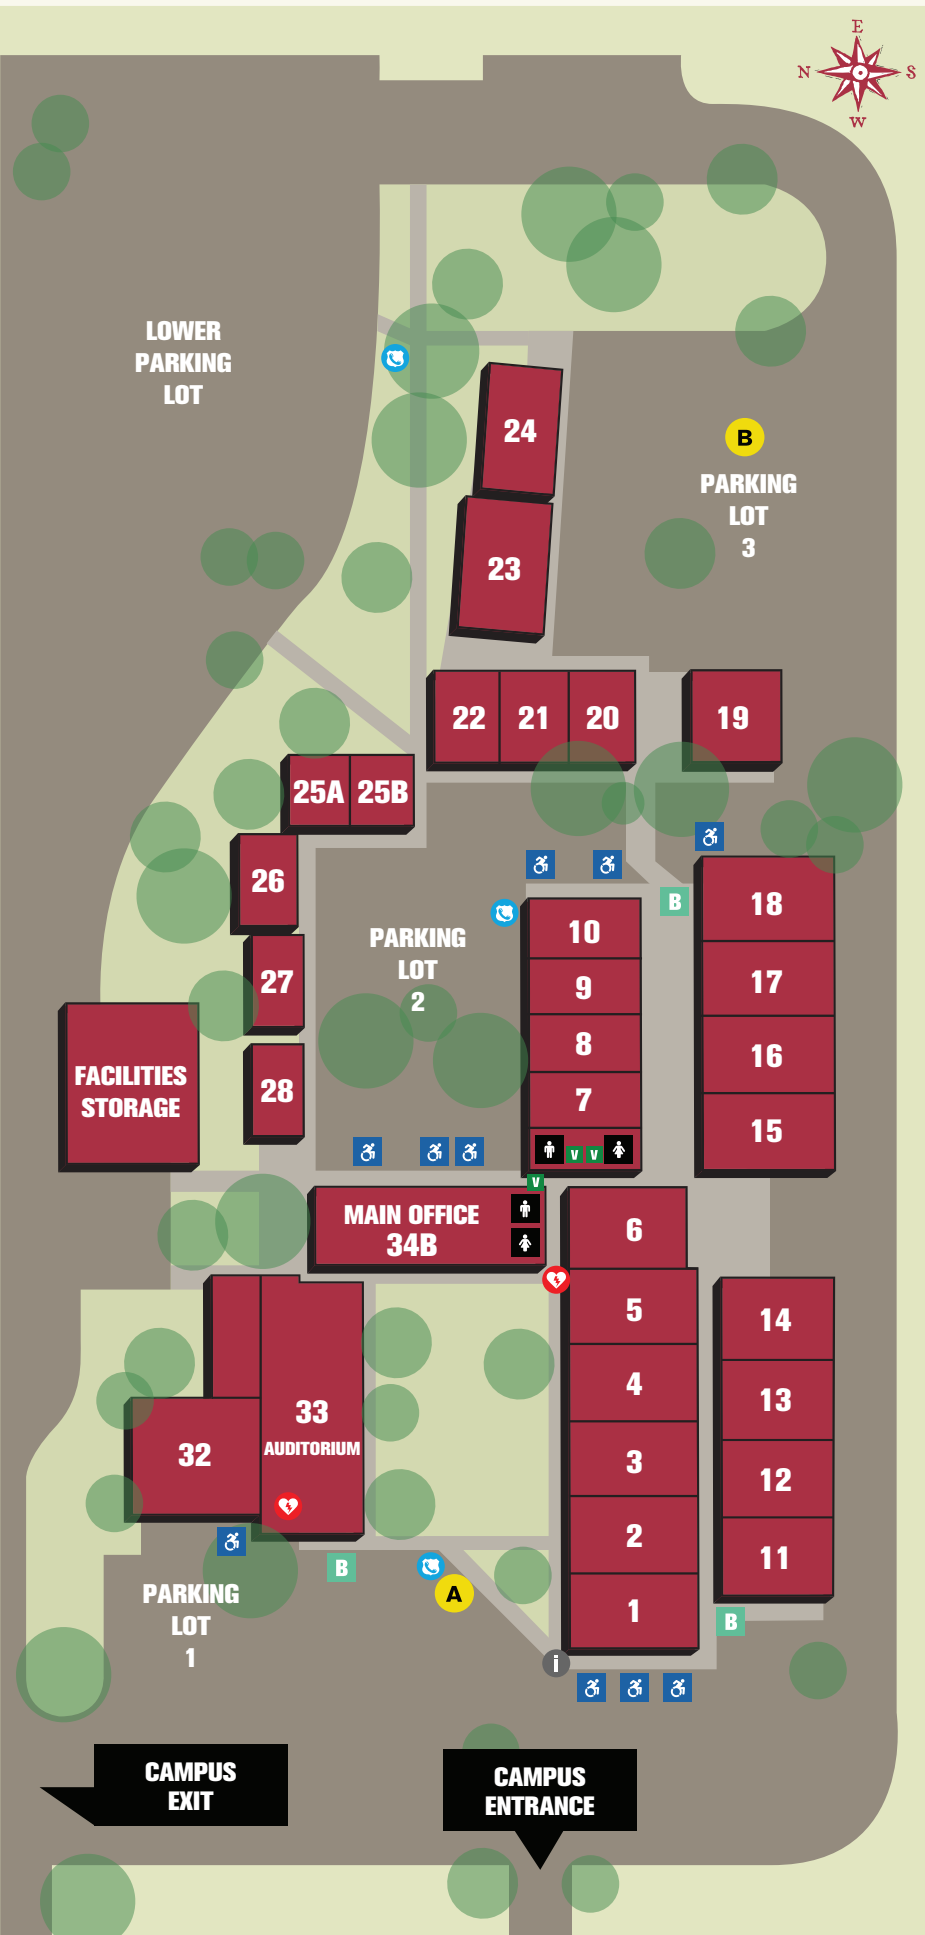 E
N S
W
LOWER
PARKING
LOT
24
B
PARKING
LOT
3
23
22 21 20
19
25A 25B
26
18
10
PARKING
LOT
2
B
27
17
9
8
16
FACILITIES
STORAGE
28
7
15
V V
V
MAIN OFFICE
34B
6
5
14
4
13
33
AUDITORIUM
32
3
12
2
11
B
A
1
B
PARKING
LOT
1
i
CAMPUS
EXIT
CAMPUS
ENTRANCE